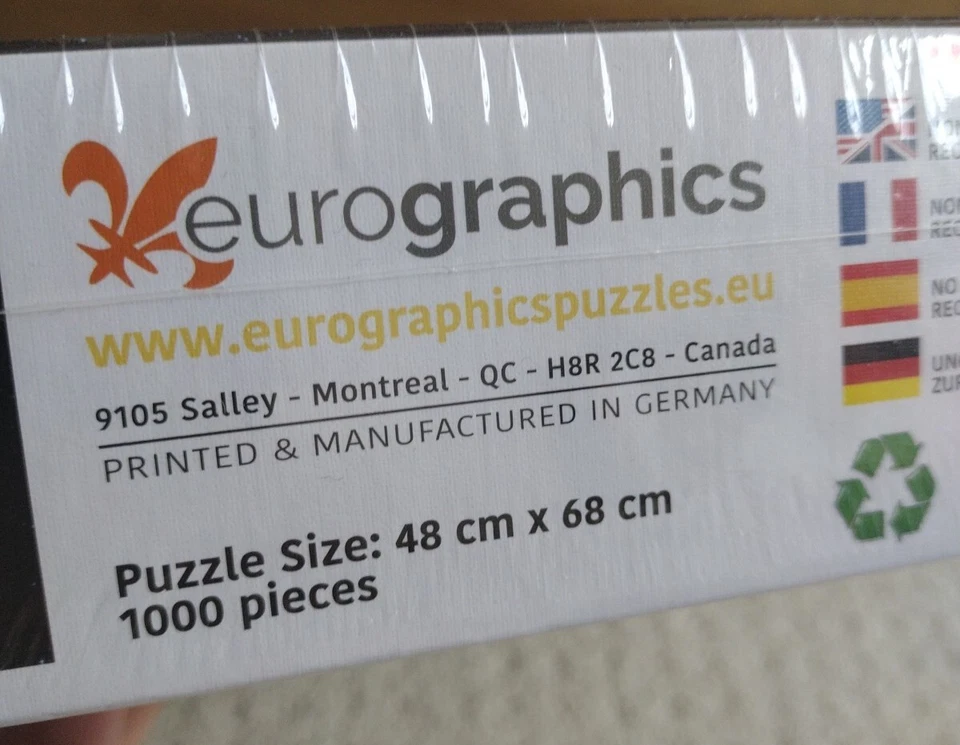 eurographics
www.eurographicspuzzles.eu
9105 Salley - Montreal - QC - H8R 2C8 - Canada
PRINTED & MANUFACTURED IN GERMANY
Puzzle Size: 48 cm x 68 cm
1000 pieces
NO